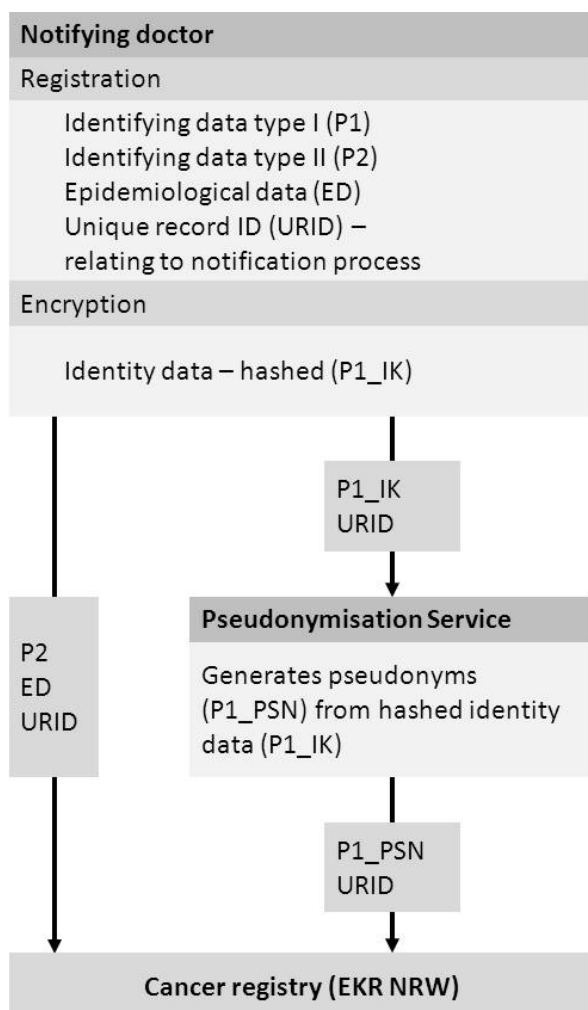 Notifying doctor
Registration
Identifying data type I (P1)
Identifying data type II (P2)
Epidemiological data (ED)
Unique record ID (URID) –
relating to notification process
Encryption
Identity data – hashed (P1_IK)
P1_IK
URID
P2
ED
URID
Pseudonymisation Service
Generates pseudonyms
(P1_PSN) from hashed identity
data (P1_IK)
P1_PSN
URID
Cancer registry (EKR NRW)